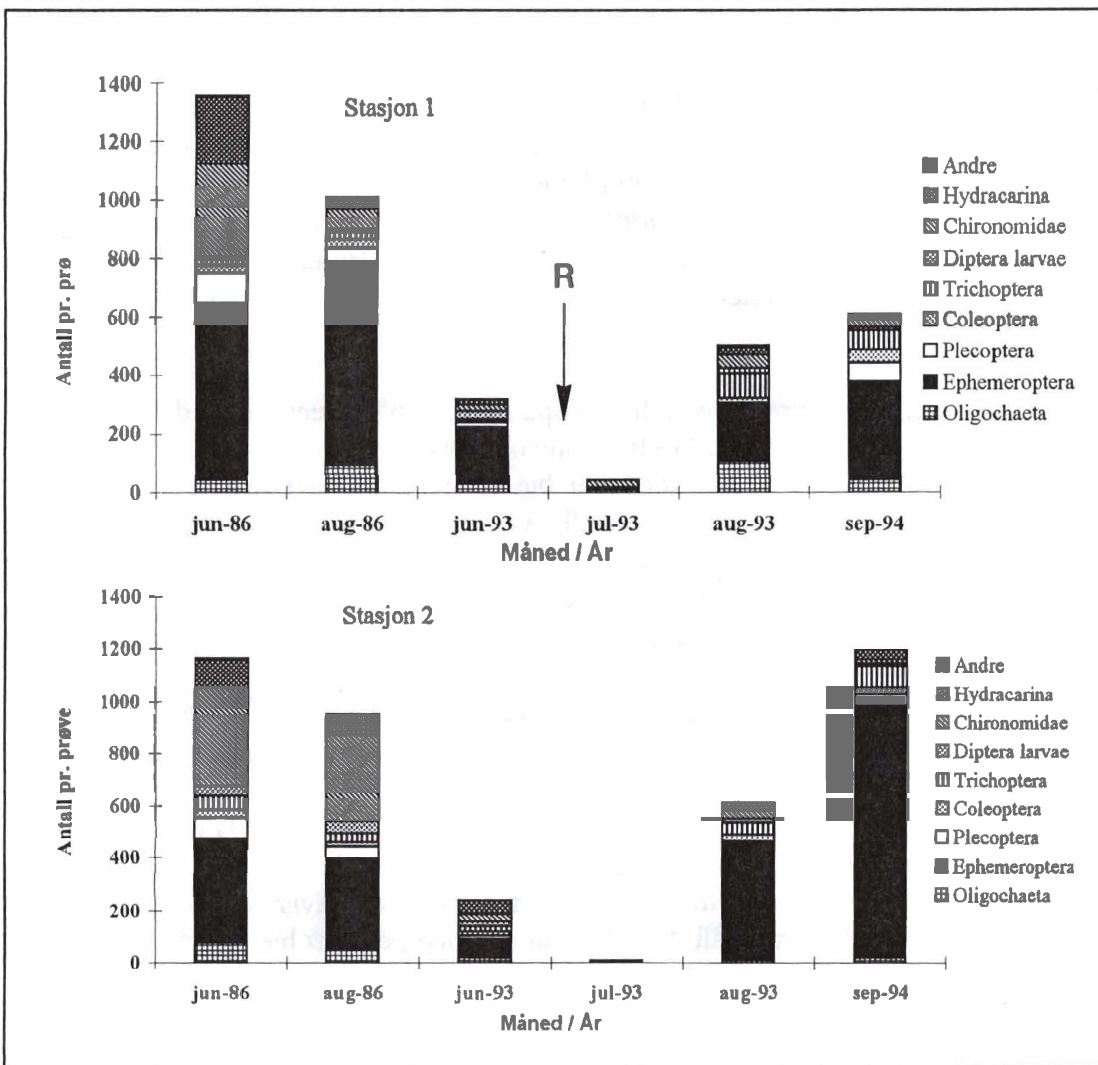 Stasjon 1
1400
1200
1000
800
600
400
200
0
Antall pr. prø
R
Andre
Hydracarina
Chironomidae
Diptera larvae
Trichoptera
Coleoptera
Plecoptera
Ephemeroptera
Oligochaeta
jun-86 aug-86 jun-93 jul-93 aug-93 sep-94
Måned / År
Stasjon 2
1400
1200
1000
800
600
400
200
0
Antall pr. prøve
Andre
Hydracarina
Chironomidae
Diptera larvae
Trichoptera
Coleoptera
Plecoptera
Ephemeroptera
Oligochaeta
jun-86 aug-86 jun-93 jul-93 aug-93 sep-94
Måned / År